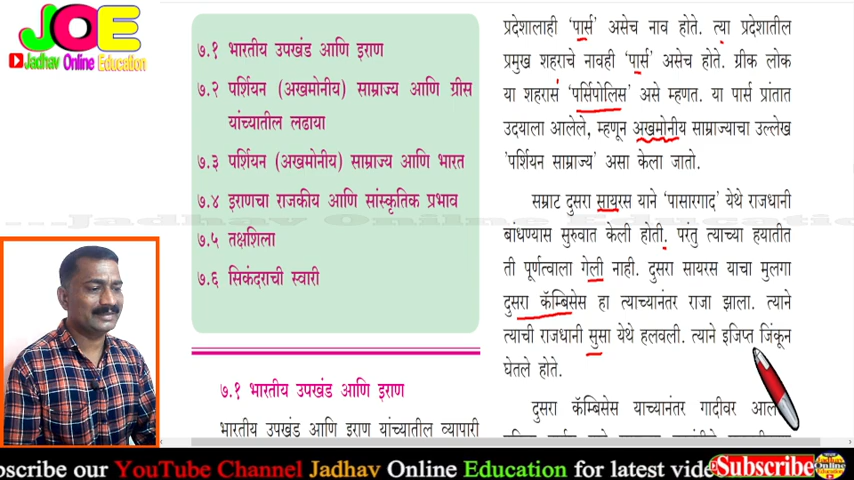 JOE
Jadhav Online Education
७.१ भारतीय उपखंड आणि इराण
७.२ पर्शियन (अखमोनीय) साम्राज्य आणि ग्रीस
यांच्यातील लढाया
७.३ पर्शियन (अखमोनीय) साम्राज्य आणि भारत
७.४ इराणचा राजकीय आणि सांस्कृतिक प्रभाव
७.५ तक्षशिला
७.६ सिकंदराची स्वारी
७.१ भारतीय उपखंड आणि इराण
भारतीय उपखंड आणि इराण यांच्यातील व्यापारी
प्रदेशालाही ‘पार्स’ असेच नाव होते. त्या प्रदेशातील
प्रमुख शहराचे नावही ‘पार्स’ असेच होते. ग्रीक लोक
या शहरास ‘पर्सिपोलिस’ असे म्हणत. या पार्स प्रांतात
उदयाला आलेले, म्हणून अखमोनीय साम्राज्याचा उल्लेख
‘पर्शियन साम्राज्य’ असा केला जातो.
सम्राट दुसरा सायरस याने ‘पासारगाद’ येथे राजधानी
बांधण्यास सुरुवात केली होती. परंतु त्याच्या हयातीत
ती पूर्णत्वाला गेली नाही. दुसरा सायरस याचा मुलगा
दुसरा कॅम्बिसेस हा त्याच्यानंतर राजा झाला. त्याने
त्याची राजधानी सुसा येथे हलवली. त्याने इजिप्त जिंकून
घेतले होते.
दुसरा कॅम्बिसेस याच्यानंतर गादीवर
Jadhav Online Educatio
bscribe our YouTube Channel Jadhav Online Education for latest vide
Subscribe